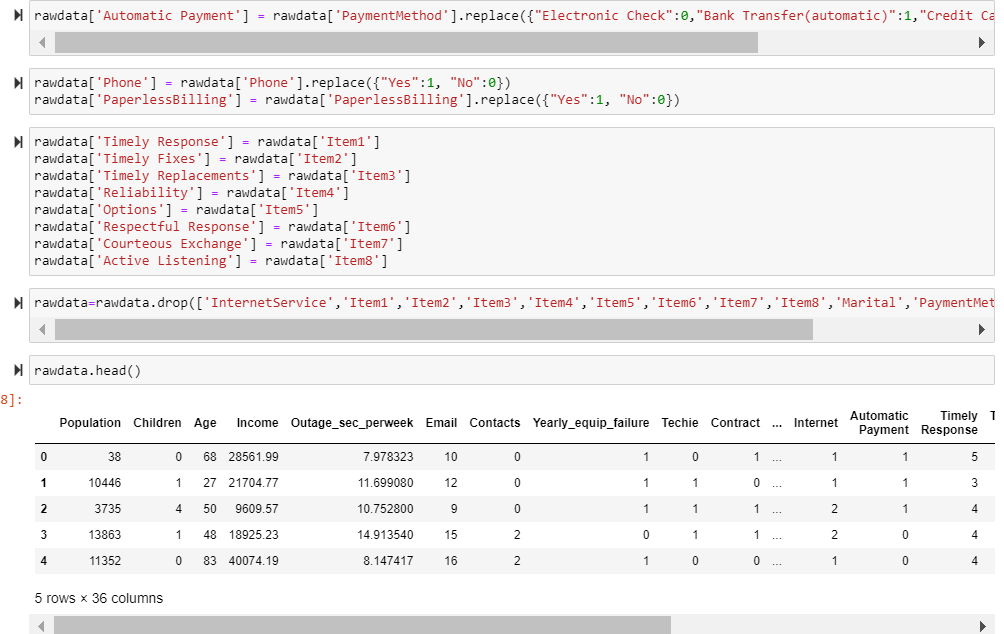 rawdata['Automatic Payment'] = rawdata['PaymentMethod'].replace({"Electronic Check":0,"Bank Transfer(automatic)":1,"Credit Ca
rawdata['Phone'] = rawdata['Phone'].replace({"Yes":1, "No":0})
rawdata['PaperlessBilling'] = rawdata['PaperlessBilling'].replace({"Yes":1, "No":0})
rawdata['Timely Response'] = rawdata['Item1']
rawdata['Timely Fixes'] = rawdata['Item2']
rawdata['Timely Replacements'] = rawdata['Item3']
rawdata['Reliability'] = rawdata['Item4']
rawdata['Options'] = rawdata['Item5']
rawdata['Respectful Response'] = rawdata['Item6']
rawdata['Courteous Exchange'] = rawdata['Item7']
rawdata['Active Listening'] = rawdata['Item8']
rawdata=rawdata.drop(['InternetService','Item1','Item2','Item3','Item4','Item5','Item6','Item7','Item8','Marital','PaymentMet
rawdata.head()
8]:
Population Children Age Income Outage_sec_perweek Email Contacts Yearly_equip_failure Techie Contract ... Internet Automatic Payment Timely Response T
0 38 0 68 28561.99 7.978323 10 0 1 0 1 ... 1 1 5
1 10446 1 27 21704.77 11.699080 12 0 1 1 0 ... 1 1 3
2 3735 4 50 9609.57 10.752800 9 0 1 1 1 ... 2 1 4
3 13863 1 48 18925.23 14.913540 15 2 0 1 1 ... 2 0 4
4 11352 0 83 40074.19 8.147417 16 2 1 0 0 ... 1 0 4
5 rows × 36 columns